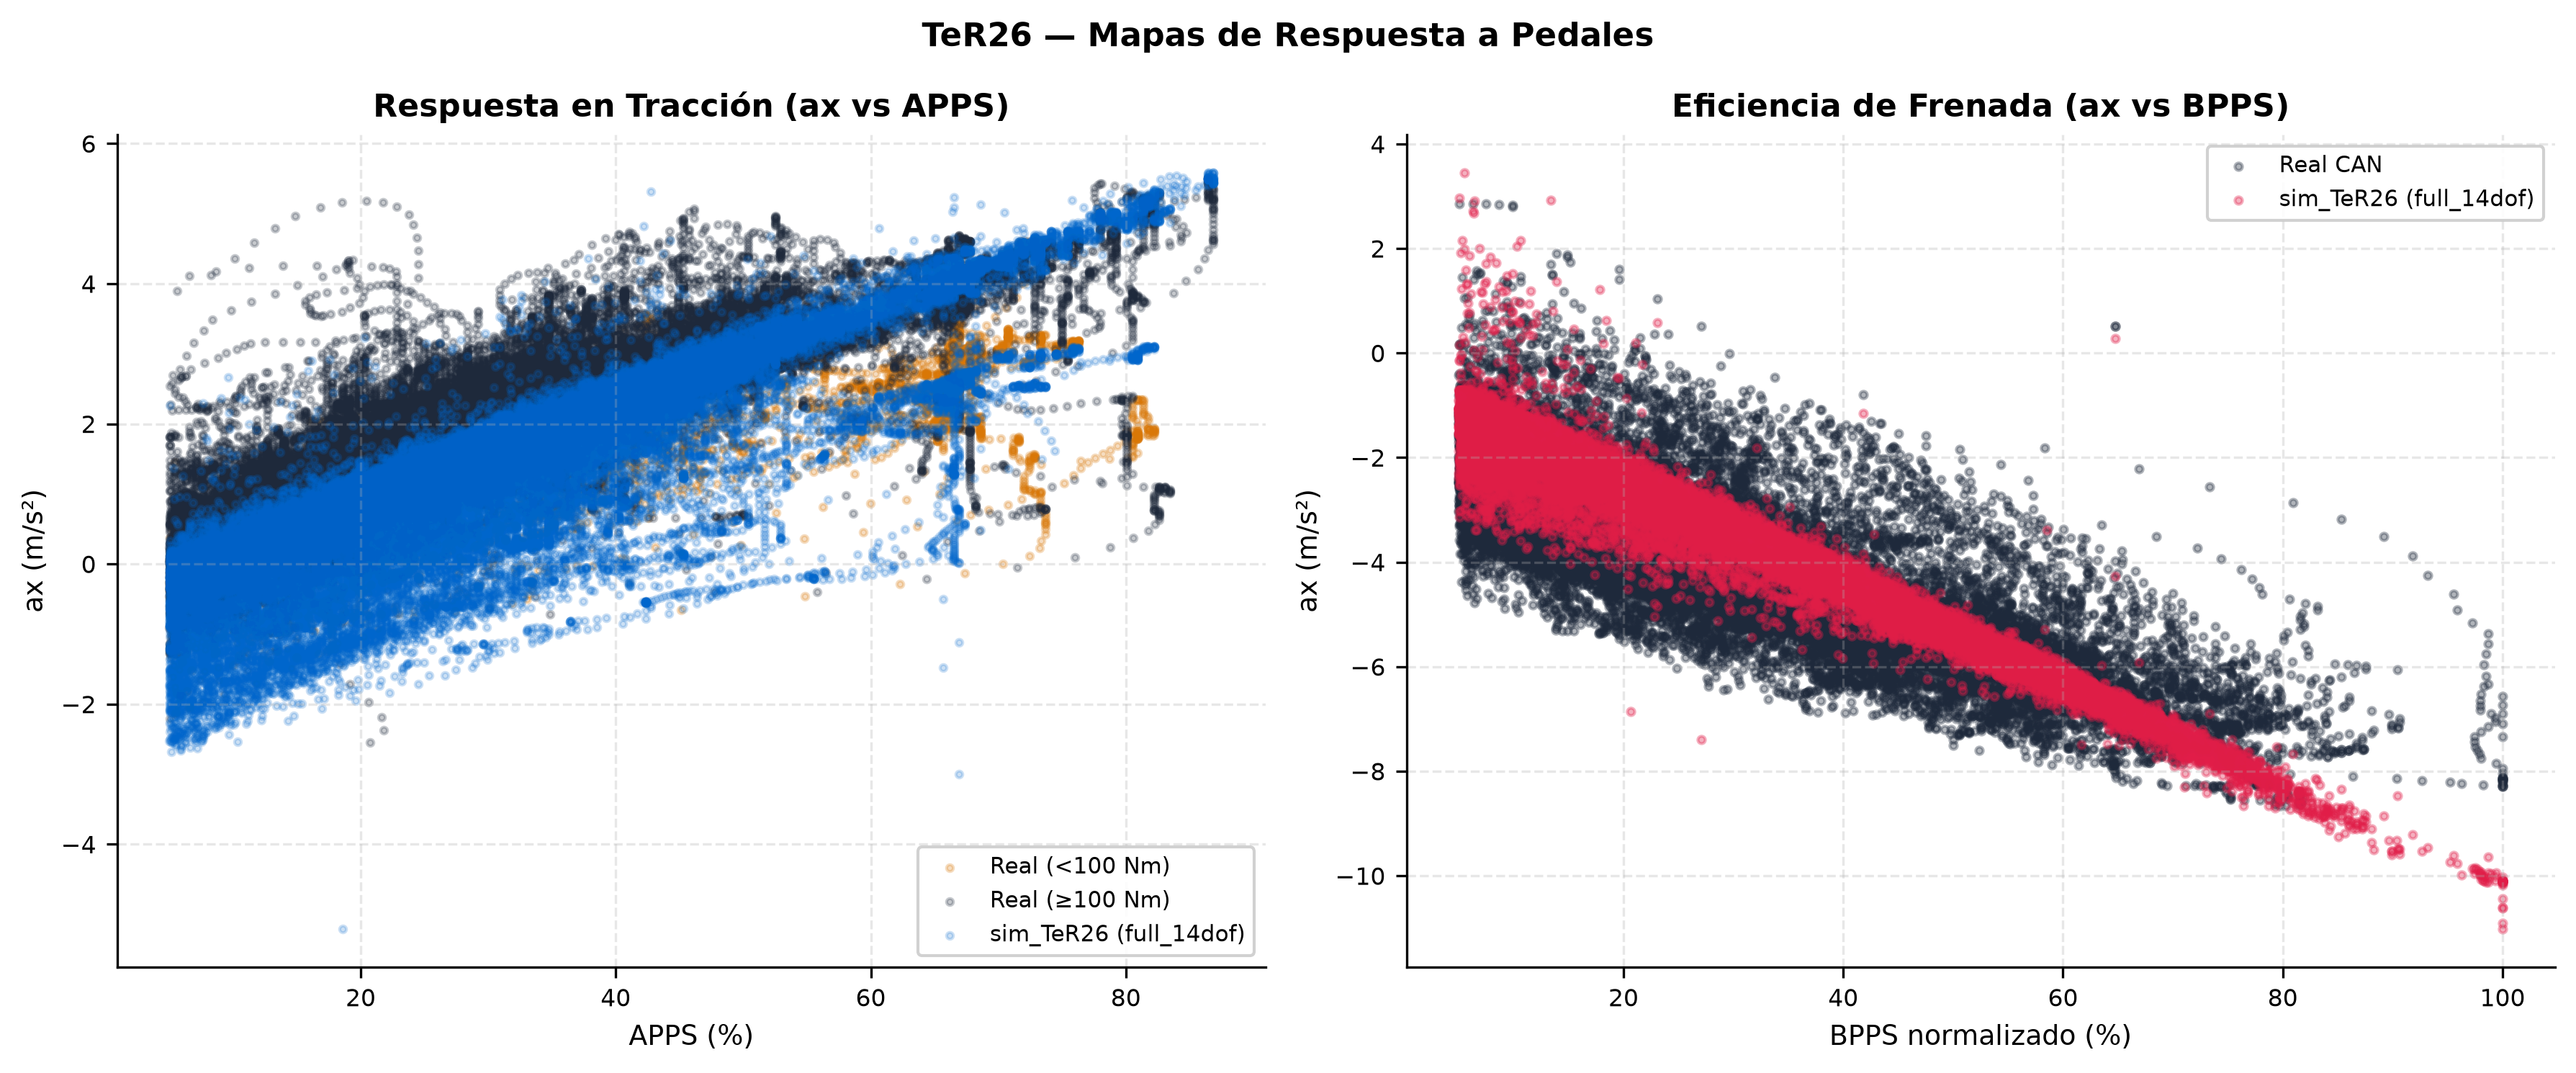 TeR26 — Mapas de Respuesta a Pedales
Respuesta en Tracción (ax vs APPS)
6
4
2
0
−2
−4
ax (m/s²)
20
40
60
80
APPS (%)
Real (<100 Nm)
Real (≥100 Nm)
sim_TeR26 (full_14dof)
Eficiencia de Frenada (ax vs BPPS)
4
2
0
−2
−4
−6
−8
−10
ax (m/s²)
20
40
60
80
100
BPPS normalizado (%)
Real CAN
sim_TeR26 (full_14dof)